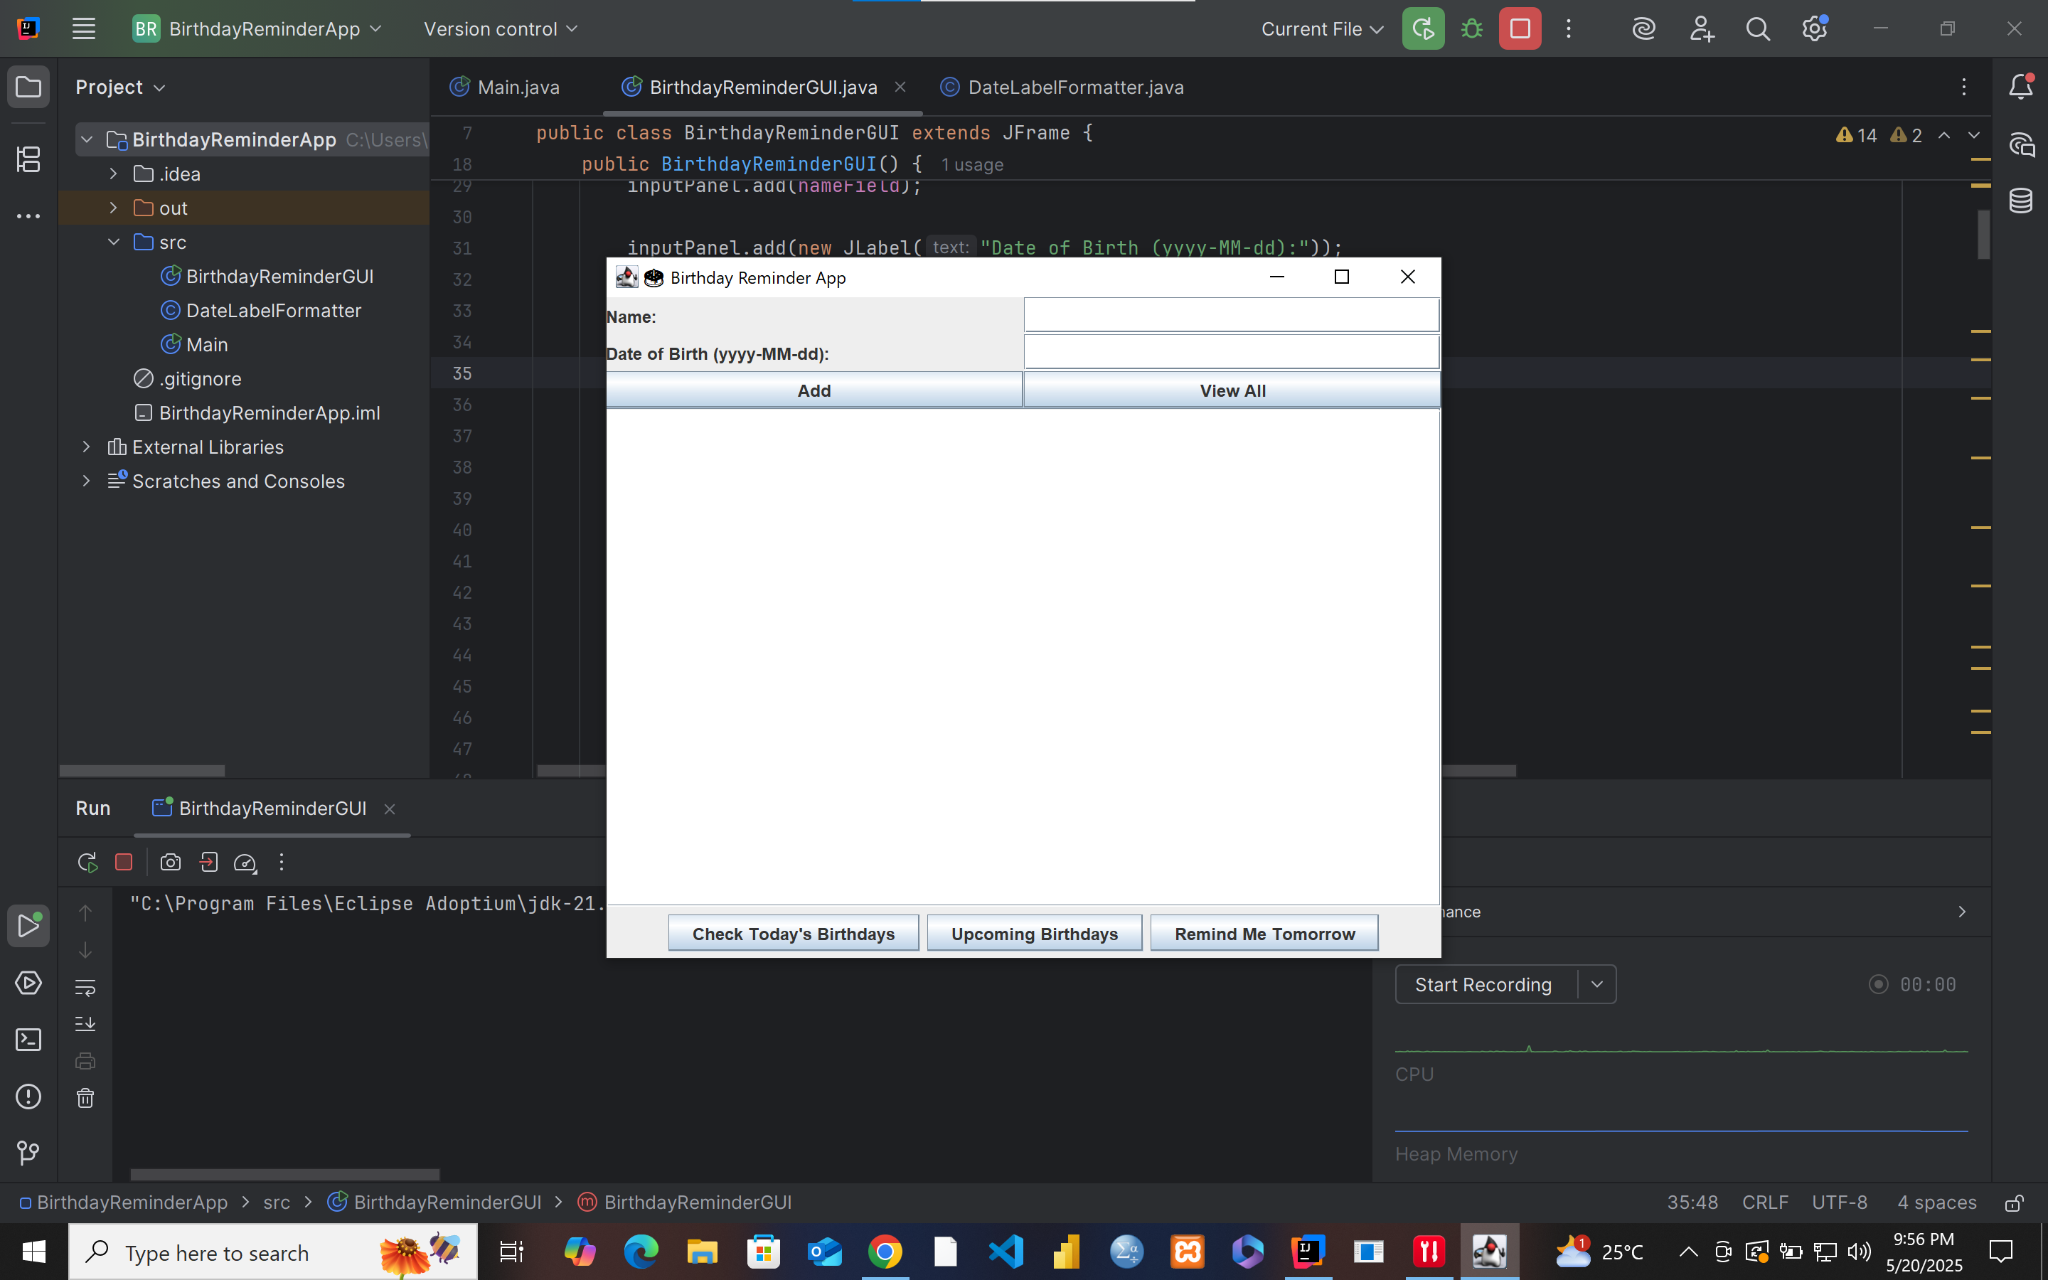 BR BirthdayReminderApp Version control Current File
Project
Main.java BirthdayReminderGUI.java DateLabelFormatter.java
BirthdayReminderApp C:\Users\
.idea
out
src
BirthdayReminderGUI
DateLabelFormatter
Main
.gitignore
BirthdayReminderApp.iml
External Libraries
Scratches and Consoles
7 public class BirthdayReminderGUI extends JFrame {
14 2
18 public BirthdayReminderGUI() { 1 usage
29 inputPanel.add(nameField);
30
31 inputPanel.add(new JLabel( text: "Date of Birth (yyyy-MM-dd):"));
32
33
34
35
36
37
38
39
40
41
42
43
44
45
46
47
Birthday Reminder App
Name:
Date of Birth (yyyy-MM-dd):
Add View All
Check Today's Birthdays Upcoming Birthdays Remind Me Tomorrow
Run BirthdayReminderGUI
"C:\Program Files\Eclipse Adoptium\jdk-21.
Start Recording 00:00
CPU
Heap Memory
BirthdayReminderApp > src > BirthdayReminderGUI > BirthdayReminderGUI
35:48 CRLF UTF-8 4 spaces
Type here to search
1 25°C
9:56 PM
5/20/2025